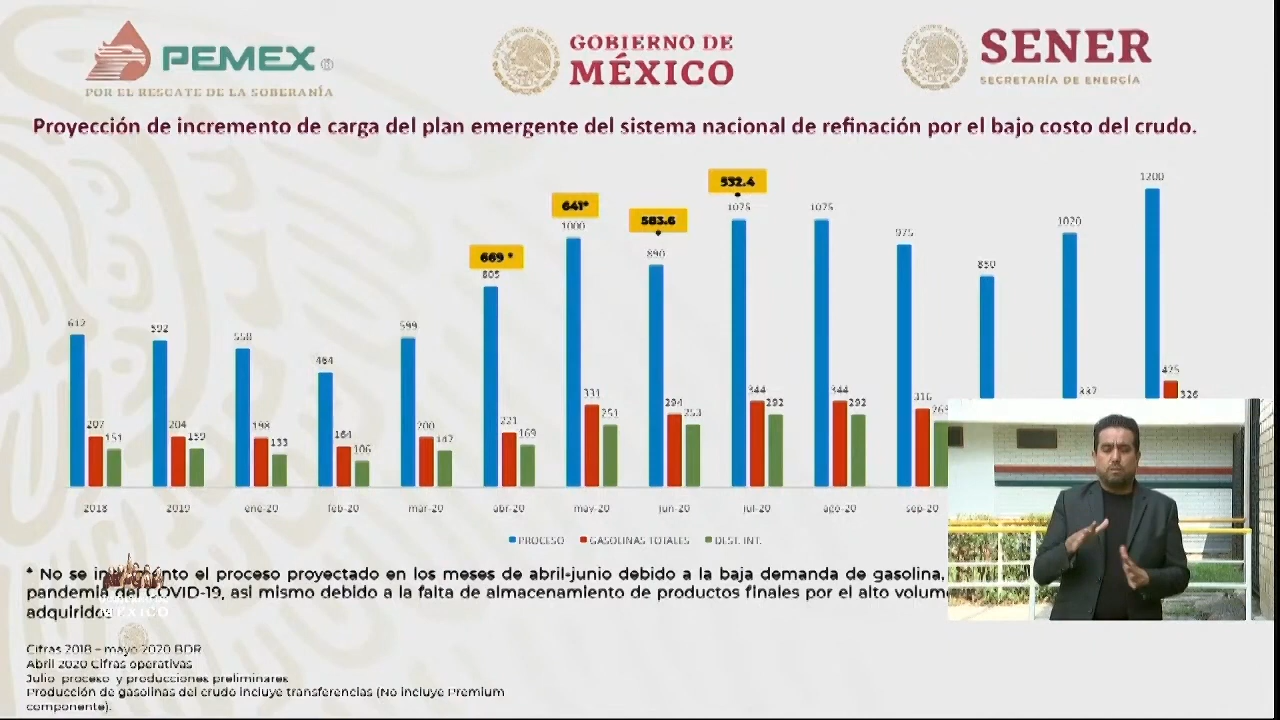 PEMEX®
POR EL RESCATE DE LA SOBERANÍA
GOBIERNO DE
MÉXICO
SENER
SECRETARÍA DE ENERGÍA
Proyección de incremento de carga del plan emergente del sistema nacional de refinación por el bajo costo del crudo.
612 207 151
592 204 159
198 133
464 164 106
599 200
669 *
805 221 169
641*
1000 331 251
583.6
890 294 253
532.4
1075 344 292
1075 344 292
975 316
850
1020 337
1200 425 326
2018 2019 ene-20 feb-20 mar-20 abr-20 may-20 jun-20 jul-20 ago-20 sep-20
PROCESO GASOLINAS TOTALES DEST. INT.
* No se el proceso proyectado en los meses de abril-junio debido a la baja demanda de gasolina,
pandemia del COVID-19, asi mismo debido a la falta de almacenamiento de productos finales por el alto
adquiridos
MÉXICO
Cifras 2018 – mayo 2020 BDR
Abril 2020 Cifras operativas
Julio proceso y producciones preliminares
Producción de gasolinas del crudo incluye transferencias (No incluye Premium
componente).